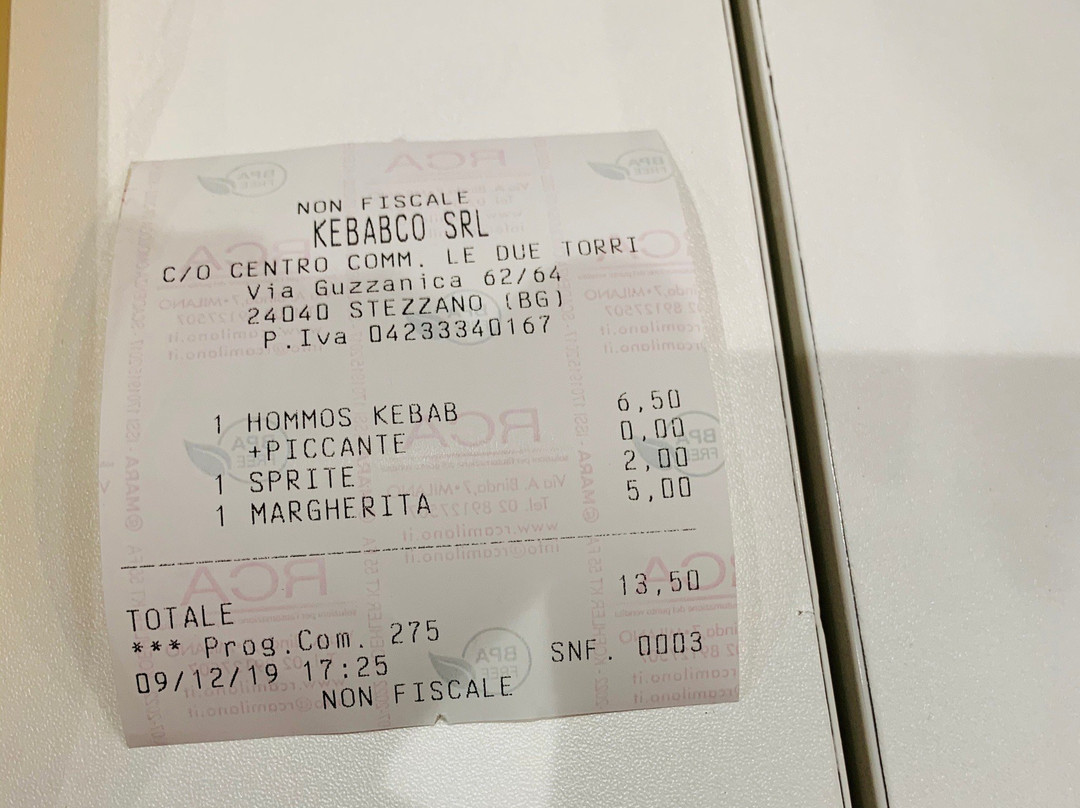 NON FISCALE
KEBABCO SRL
C/O CENTRO COMM. LE DUE TORRI
Via Guzzanica 62/64
24040 STEZZANO (BG)
P.Iva 04233340167
1 HOMMOS KEBAB 6,50
+PICCANTE 0,00
1 SPRITE 2,00
1 MARGHERITA 5,00
TOTALE 13,50
*** Prog.Com. 275
09/12/19 17:25 SNF. 0003
NON FISCALE